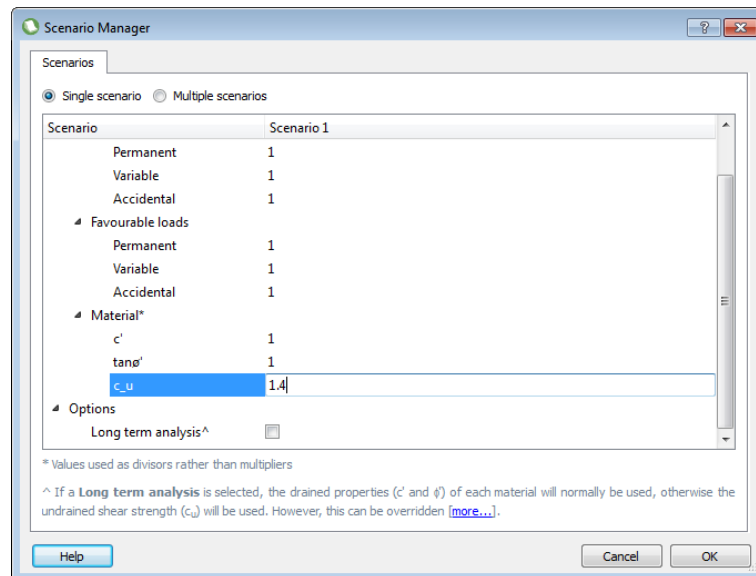 Scenario Manager
Scenarios
Single scenario Multiple scenarios
Scenario Scenario 1
Permanent 1
Variable 1
Accidental 1
Favourable loads
Permanent 1
Variable 1
Accidental 1
Material*
c' 1
tanø' 1
c_u 1.4
Options
Long term analysis^
* Values used as divisors rather than multipliers
^ If a Long term analysis is selected, the drained properties (c' and ϕ') of each material will normally be used, otherwise the
undrained shear strength (cu) will be used. However, this can be overridden [more...].
Help Cancel OK